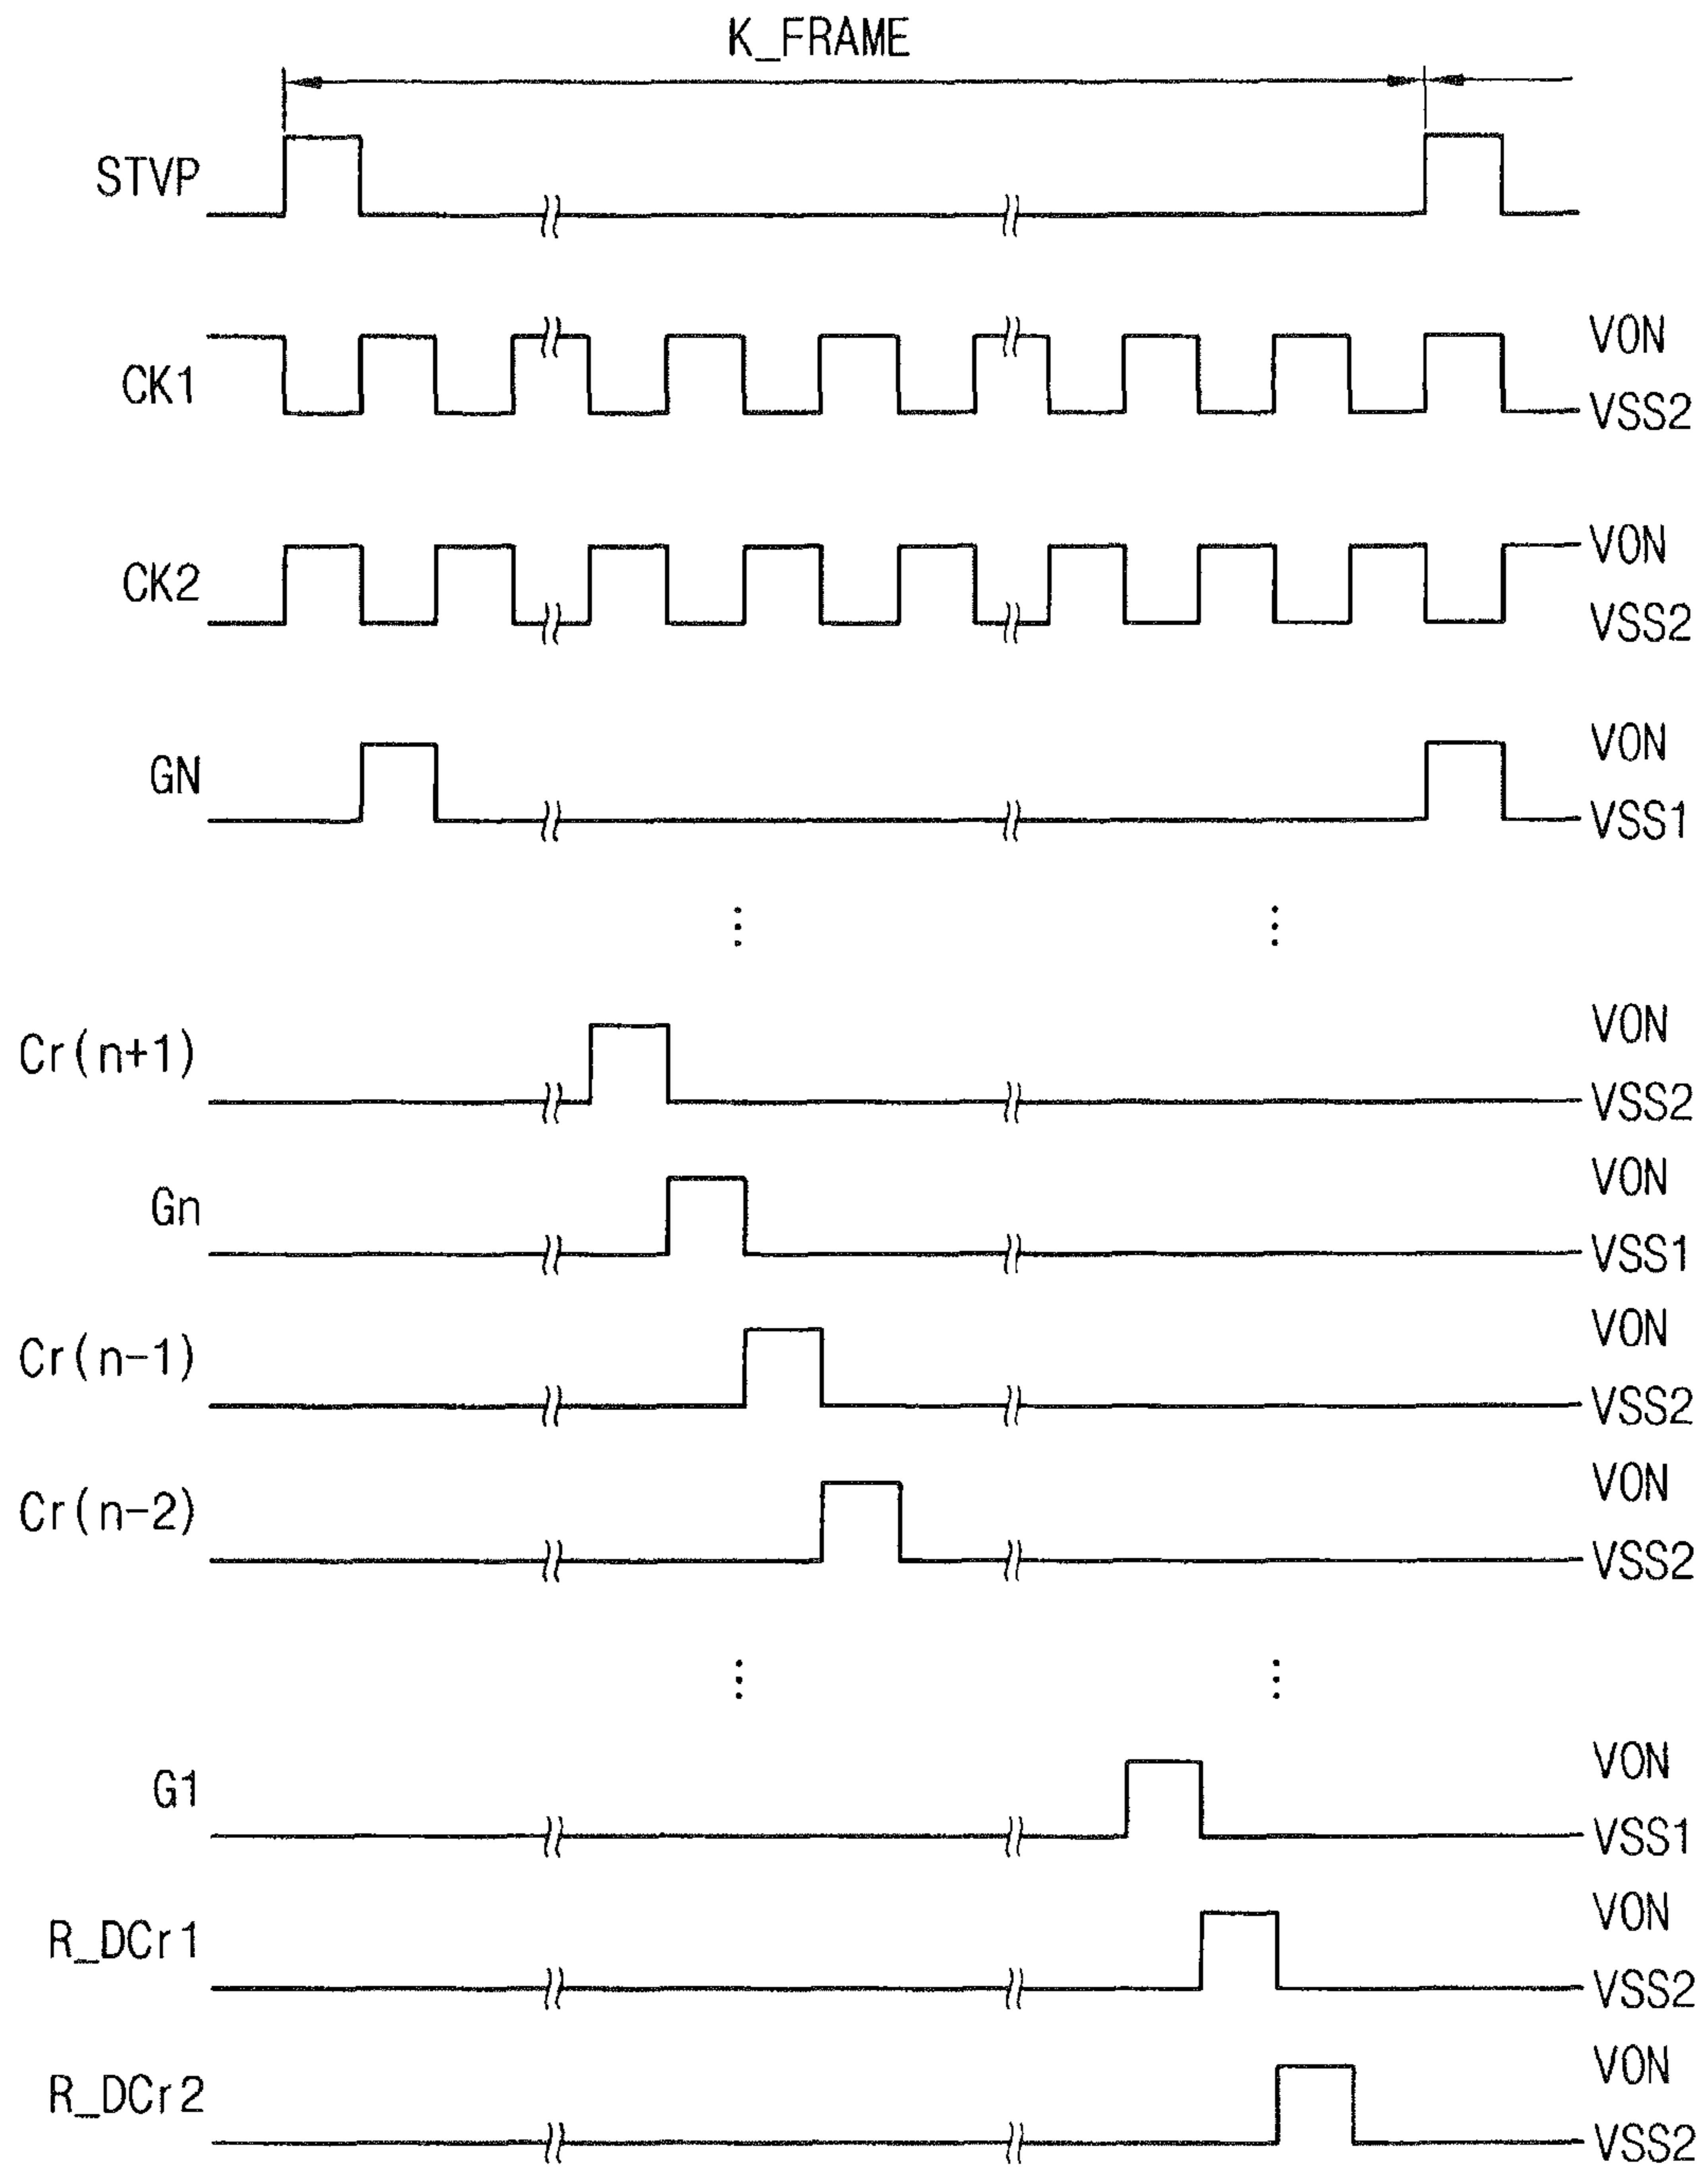 K_FRAME
STVP
CK1 VON
VSS2
CK2 VON
VSS2
GN VON
VSS1
Cr(n+1) VON
VSS2
Gn VON
VSS1
Cr(n-1) VON
VSS2
Cr(n-2) VON
VSS2
G1 VON
VSS1
R_DCr1 VON
VSS2
R_DCr2 VON
VSS2